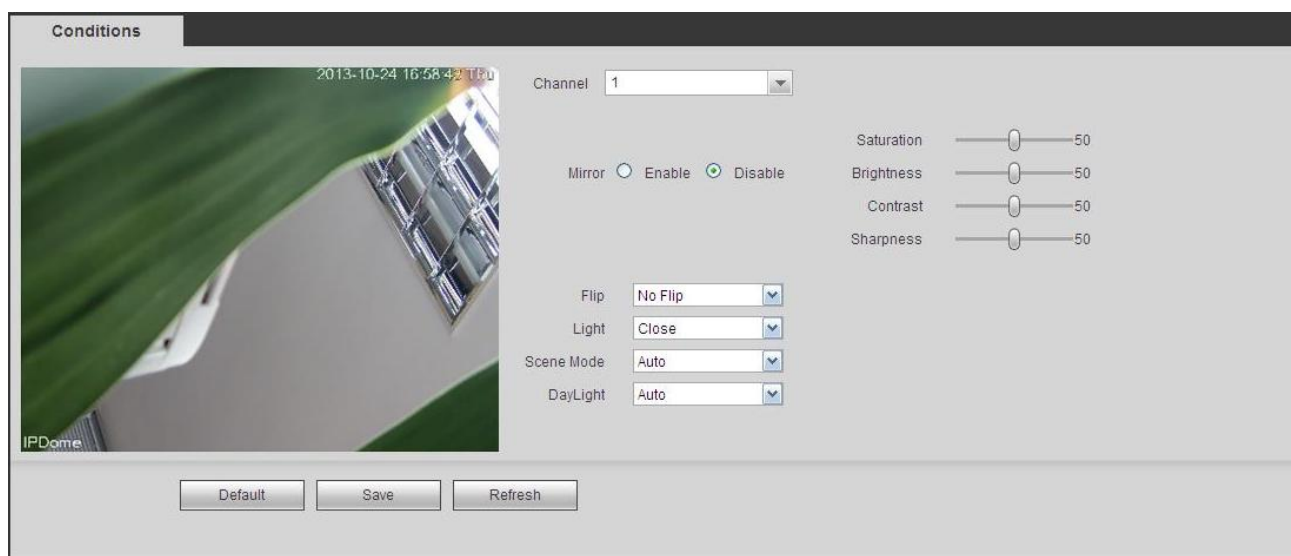 Conditions
2013-10-24 16:58:42 Thu
Channel 1
Saturation 50
Mirror Enable Disable
Brightness 50
Contrast 50
Sharpness 50
Flip No Flip
Light Close
Scene Mode Auto
DayLight Auto
IPDome
Default Save Refresh